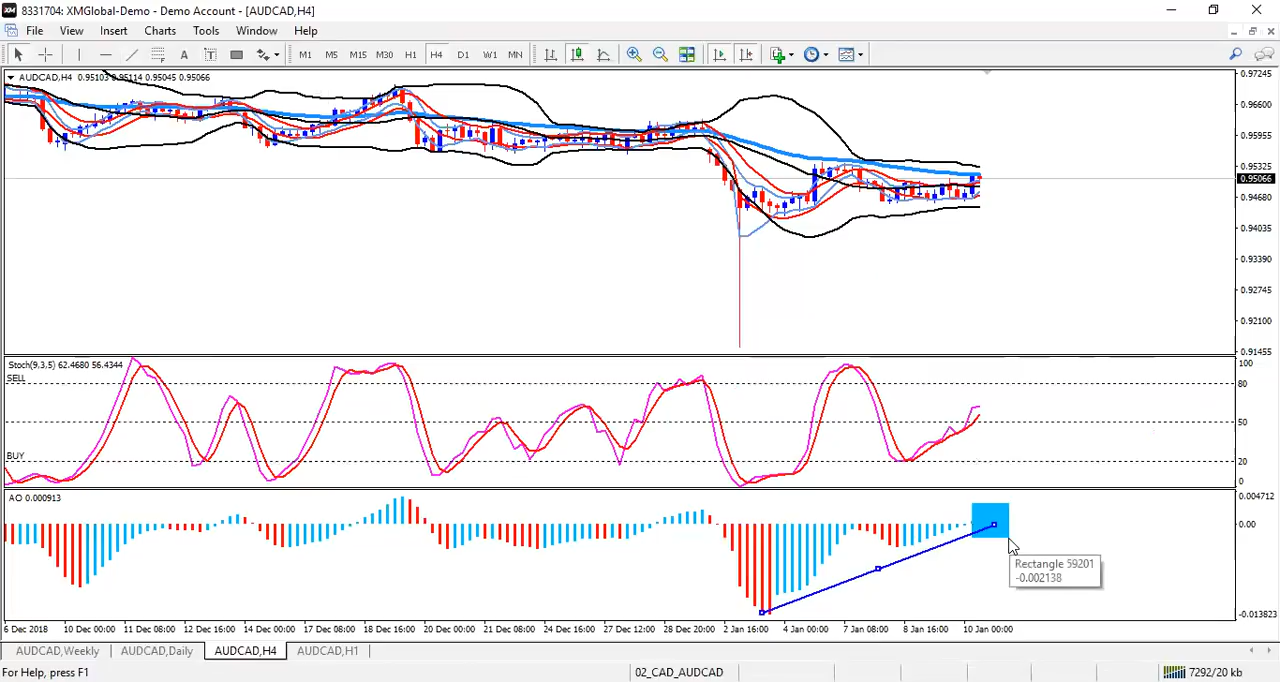 8331704: XMGlobal-Demo - Demo Account - [AUDCAD,H4]
File View Insert Charts Tools Window Help
M1 M5 M15 M30 H1 H4 D1 W1 MN
AUDCAD,H4 0.95103 0.95114 0.95045 0.95066
0.97245
0.96600
0.95955
0.95325
0.95066
0.94680
0.94035
0.93390
0.92745
0.92100
0.91455
Stoch(9,3,5) 62.4680 56.4344
SELL
BUY
100
80
50
20
0
AO 0.000913
0.004712
0.00
-0.013823
Rectangle 59201
-0.002138
6 Dec 2018 10 Dec 00:00 11 Dec 08:00 12 Dec 16:00 14 Dec 00:00 17 Dec 08:00 18 Dec 16:00 20 Dec 00:00 21 Dec 08:00 24 Dec 16:00 27 Dec 12:00 28 Dec 20:00 2 Jan 16:00 4 Jan 00:00 7 Jan 08:00 8 Jan 16:00 10 Jan 00:00
AUDCAD,Weekly AUDCAD,Daily AUDCAD,H4 AUDCAD,H1
For Help, press F1 02_CAD_AUDCAD 7292/20 kb